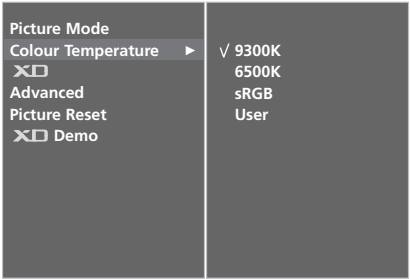 Picture Mode
Colour Temperature ►
XD
Advanced
Picture Reset
XD Demo
√ 9300K
6500K
sRGB
User